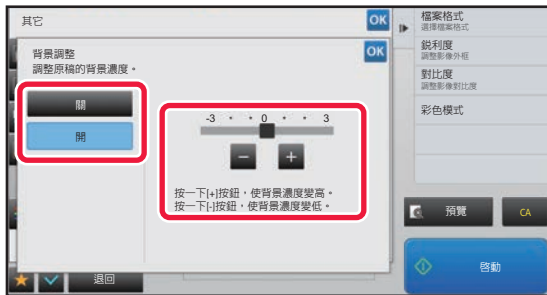 其它
OK
背景調整
調整原稿的背景濃度。
OK
關
開
-3 · · 0 · · 3
− +
按一下[+]按鈕，使背景濃度變高。
按一下[-]按鈕，使背景濃度變低。
退回
檔案格式
選擇檔案格式
銳利度
調整影像外框
對比度
調整影像對比度
彩色模式
預覽
CA
啓動